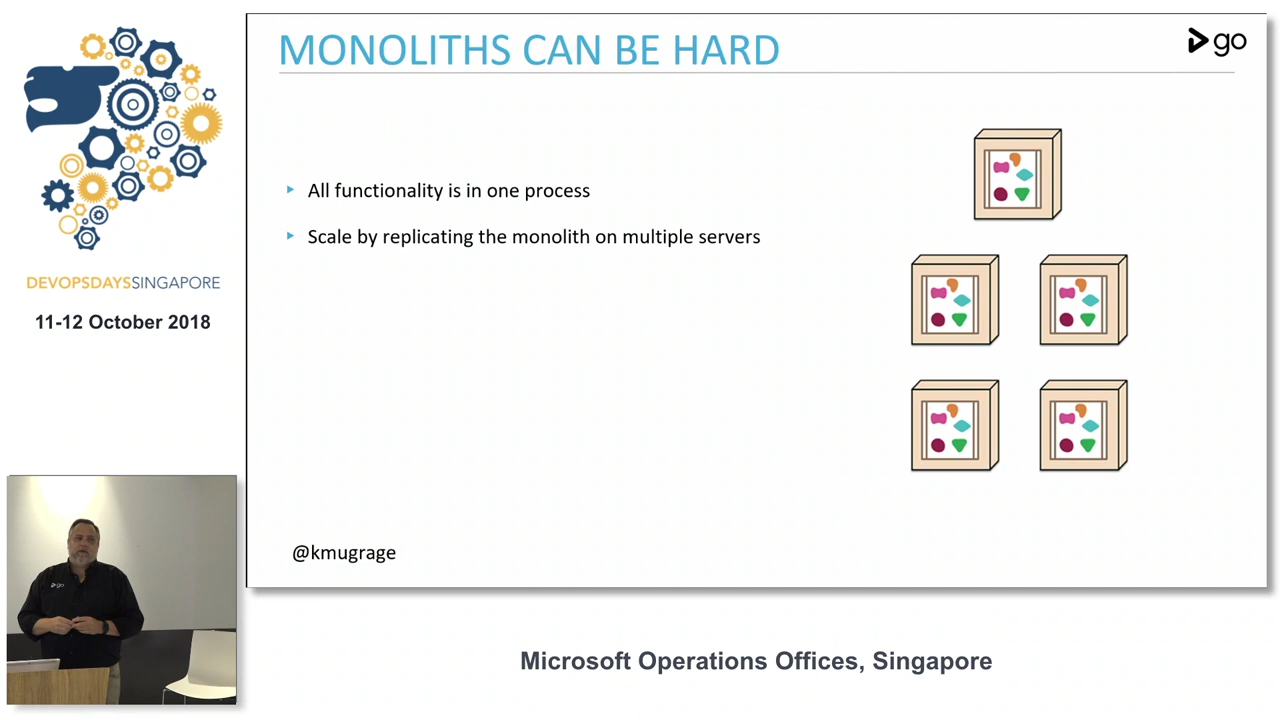 MONOLITHS CAN BE HARD
go
All functionality is in one process
Scale by replicating the monolith on multiple servers
@kmugrage
DEVOPSDAYSSINGAPORE
11-12 October 2018
go
Microsoft Operations Offices, Singapore